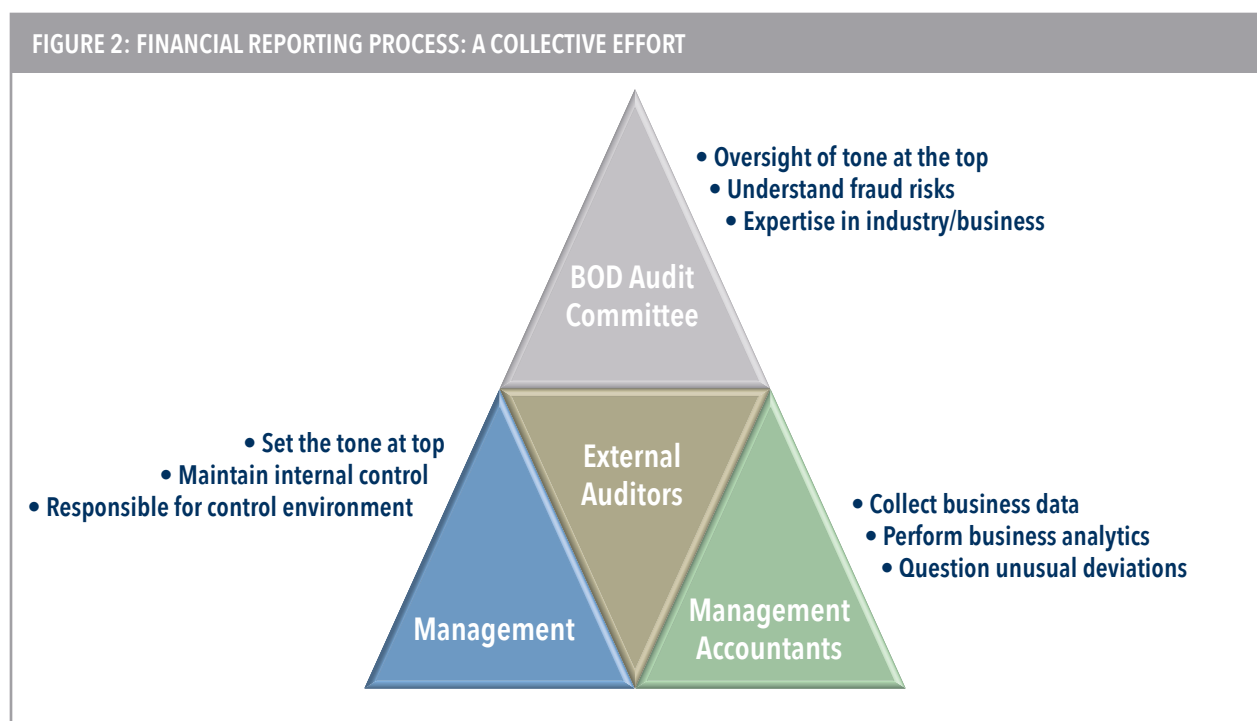 FIGURE 2: FINANCIAL REPORTING PROCESS: A COLLECTIVE EFFORT
• Oversight of tone at the top
• Understand fraud risks
• Expertise in industry/business
BOD Audit
Committee
• Set the tone at top
• Maintain internal control
• Responsible for control environment
External
Auditors
• Collect business data
• Perform business analytics
• Question unusual deviations
Management
Management
Accountants